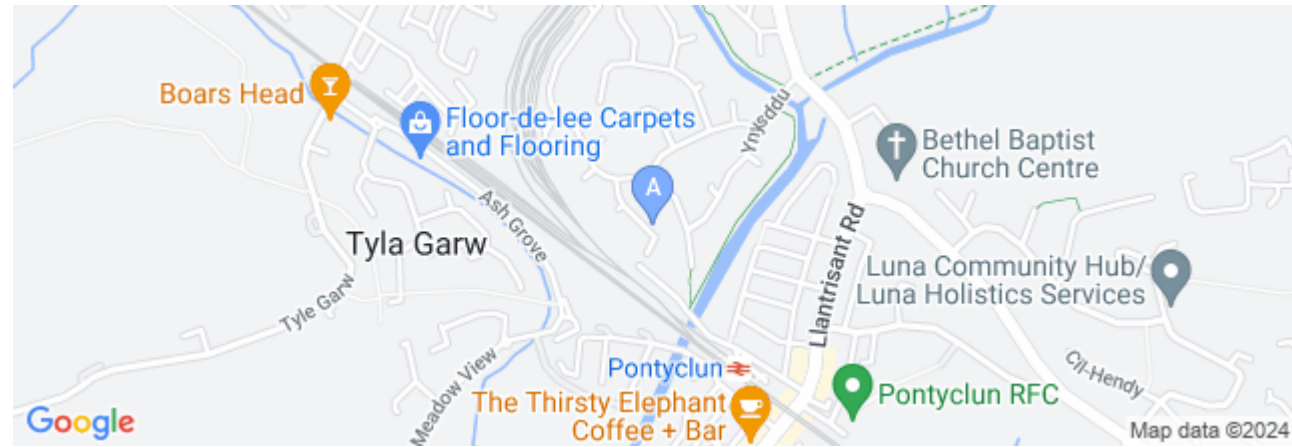 Boars Head
Floor-de-lee Carpets
and Flooring
Ynysddu
Bethel Baptist
Church Centre
A
Ash Grove
Tyla Garw
Llantrisant Rd
Luna Community Hub/
Luna Holistics Services
Tyle Garw
Meadow View
Pontyclun
Cil-Hendy
The Thirsty Elephant
Coffee + Bar
Pontyclun RFC
Google
Map data ©2024